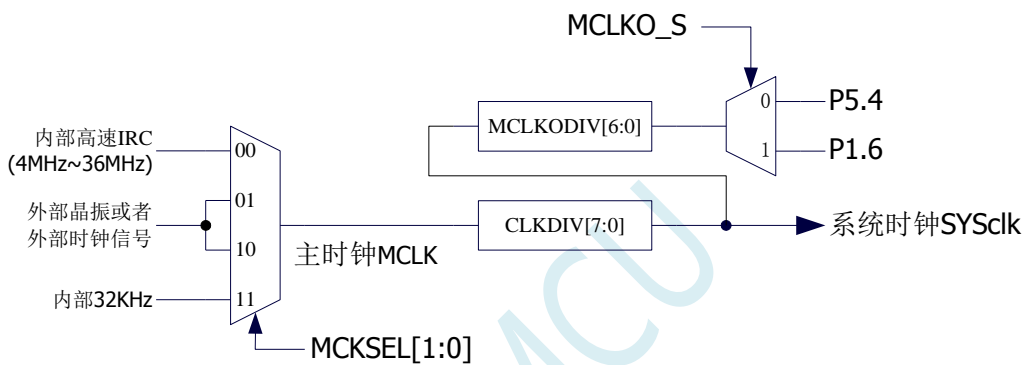 MCLKO_S
MCLKODIV[6:0]
0
P5.4
1
P1.6
内部高速IRC
(4MHz~36MHz)
00
外部晶振或者
外部时钟信号
01
10
内部32KHz
11
主时钟MCLK
CLKDIV[7:0]
系统时钟SYSclk
MCKSEL[1:0]
MCU